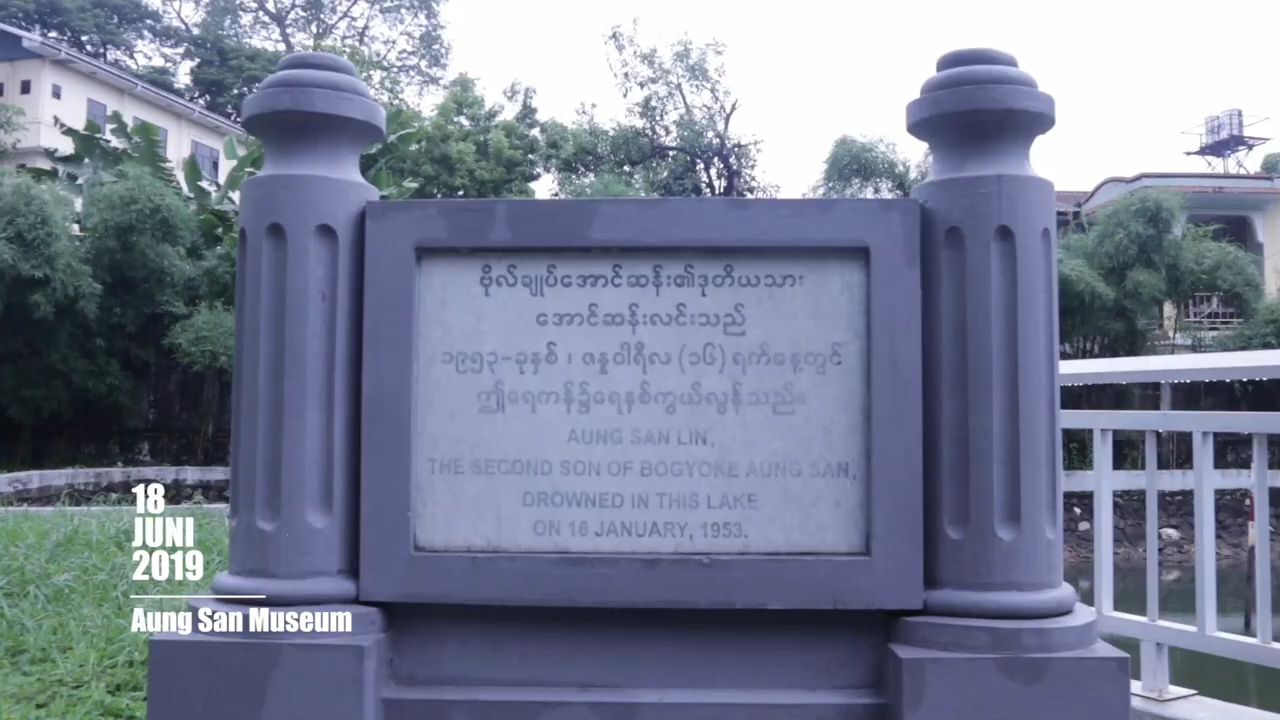 ဗိုလ်ချုပ်အောင်ဆန်း၏ဒုတိယသား
အောင်ဆန်းလင်းသည်
၁၉၅၃-ခုနှစ်၊ ဇန္နဝါရီလ (၁၆) ရက်နေ့တွင်
ဤရေကန်၌ရေနစ်ကွယ်လွန်သည်။
AUNG SAN LIN,
THE SECOND SON OF BOGYOKE AUNG SAN,
DROWNED IN THIS LAKE
ON 16 JANUARY, 1953.
18
JUNI
2019
Aung San Museum